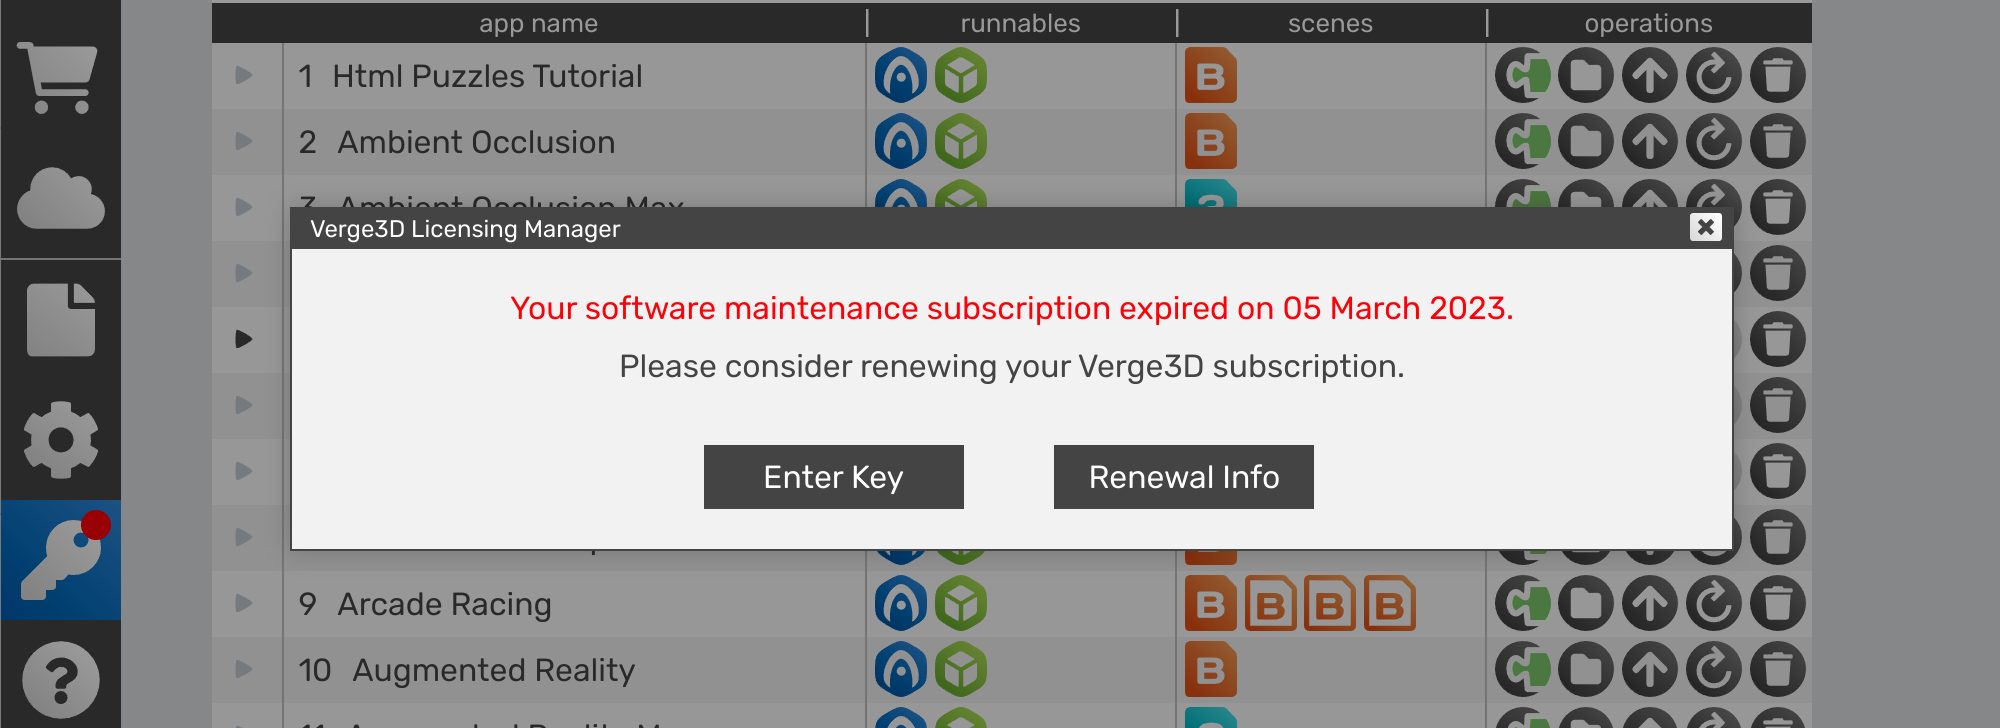 app name | runnables | scenes | operations
1 Html Puzzles Tutorial
B
2 Ambient Occlusion
B
3 Ambient Occlusion Max
3
Verge3D Licensing Manager
Your software maintenance subscription expired on 05 March 2023.
Please consider renewing your Verge3D subscription.
Enter Key Renewal Info
9 Arcade Racing
B B B B
10 Augmented Reality
B
?